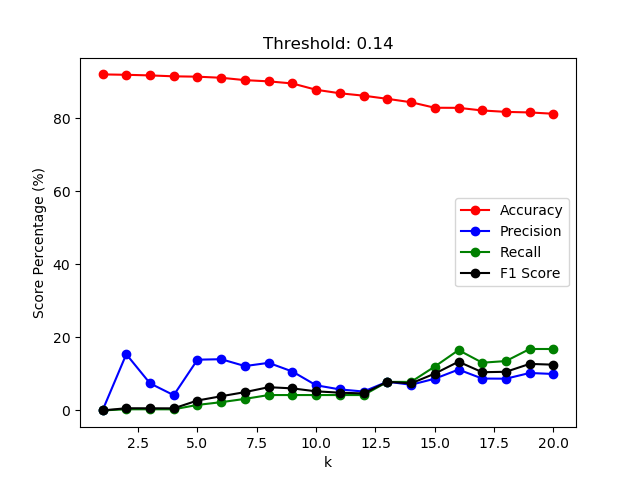 Threshold: 0.14
Score Percentage (%)
80
60
40
20
0
Accuracy
Precision
Recall
F1 Score
2.5 5.0 7.5 10.0 12.5 15.0 17.5 20.0
k